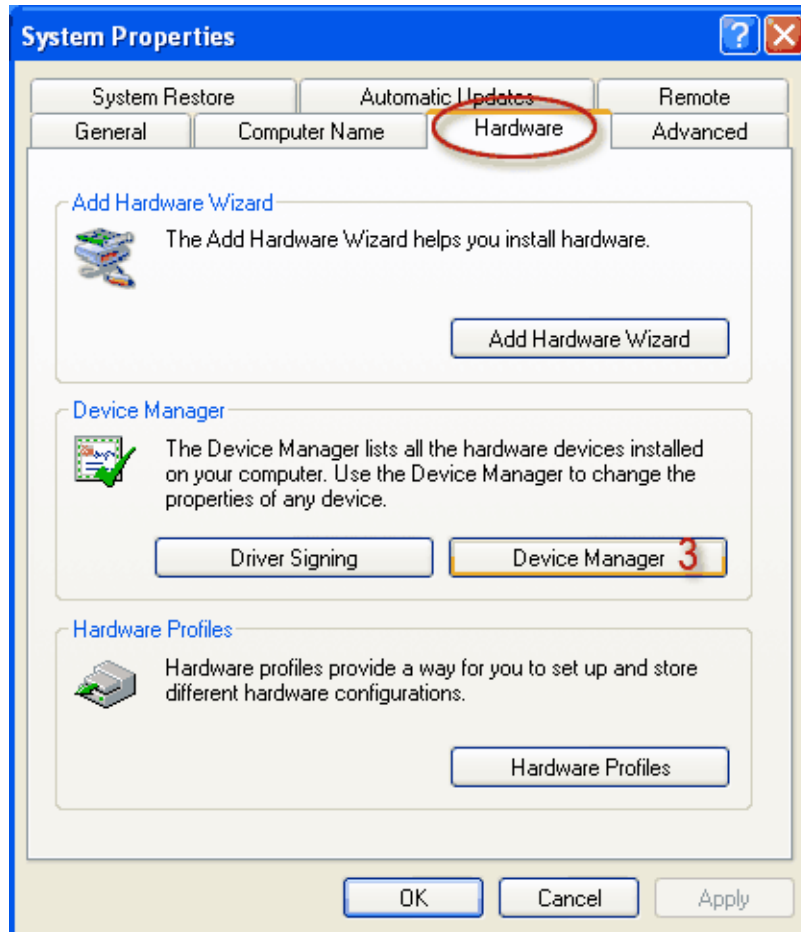 System Properties
System Restore
Automatic Updates
Remote
General
Computer Name
Hardware
Advanced
Add Hardware Wizard
The Add Hardware Wizard helps you install hardware.
Add Hardware Wizard
Device Manager
The Device Manager lists all the hardware devices installed
on your computer. Use the Device Manager to change the
properties of any device.
Driver Signing
Device Manager 3
Hardware Profiles
Hardware profiles provide a way for you to set up and store
different hardware configurations.
Hardware Profiles
OK
Cancel
Apply